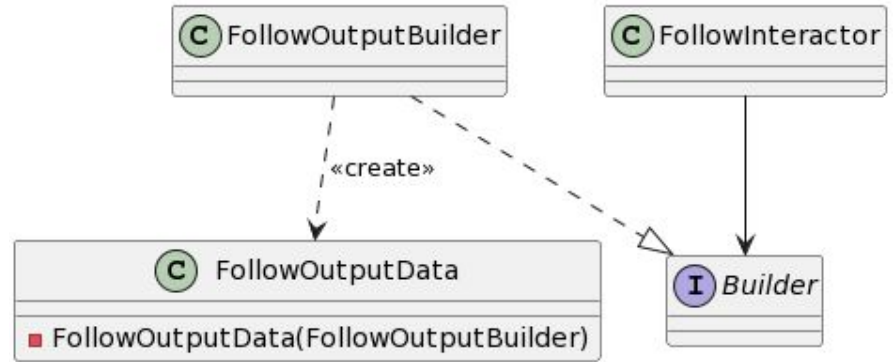 C FollowOutputBuilder
C FollowInteractor
«create»
C FollowOutputData
I Builder
FollowOutputData(FollowOutputBuilder)